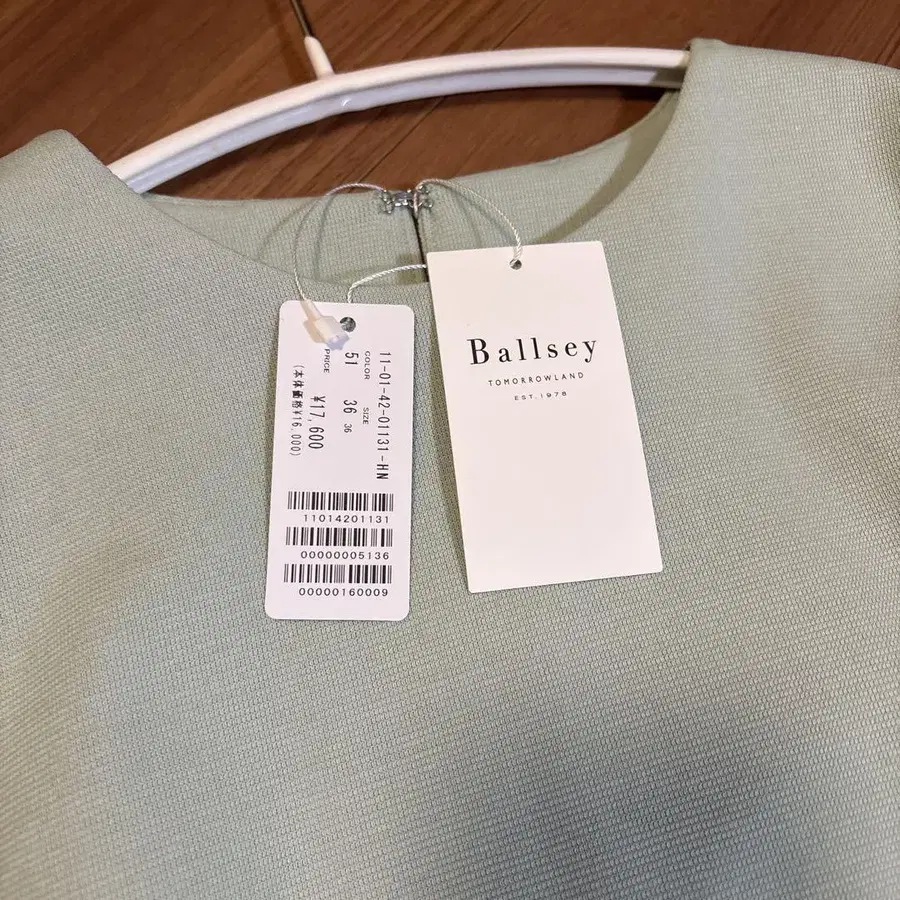 11-01-42-01131-HN
COLOR SIZE
51 36 36
PRICE ¥17,600
(本体価格¥16,000)
11014201131
00000005136
00000160009
Ballsey
TOMORROWLAND
EST.1978